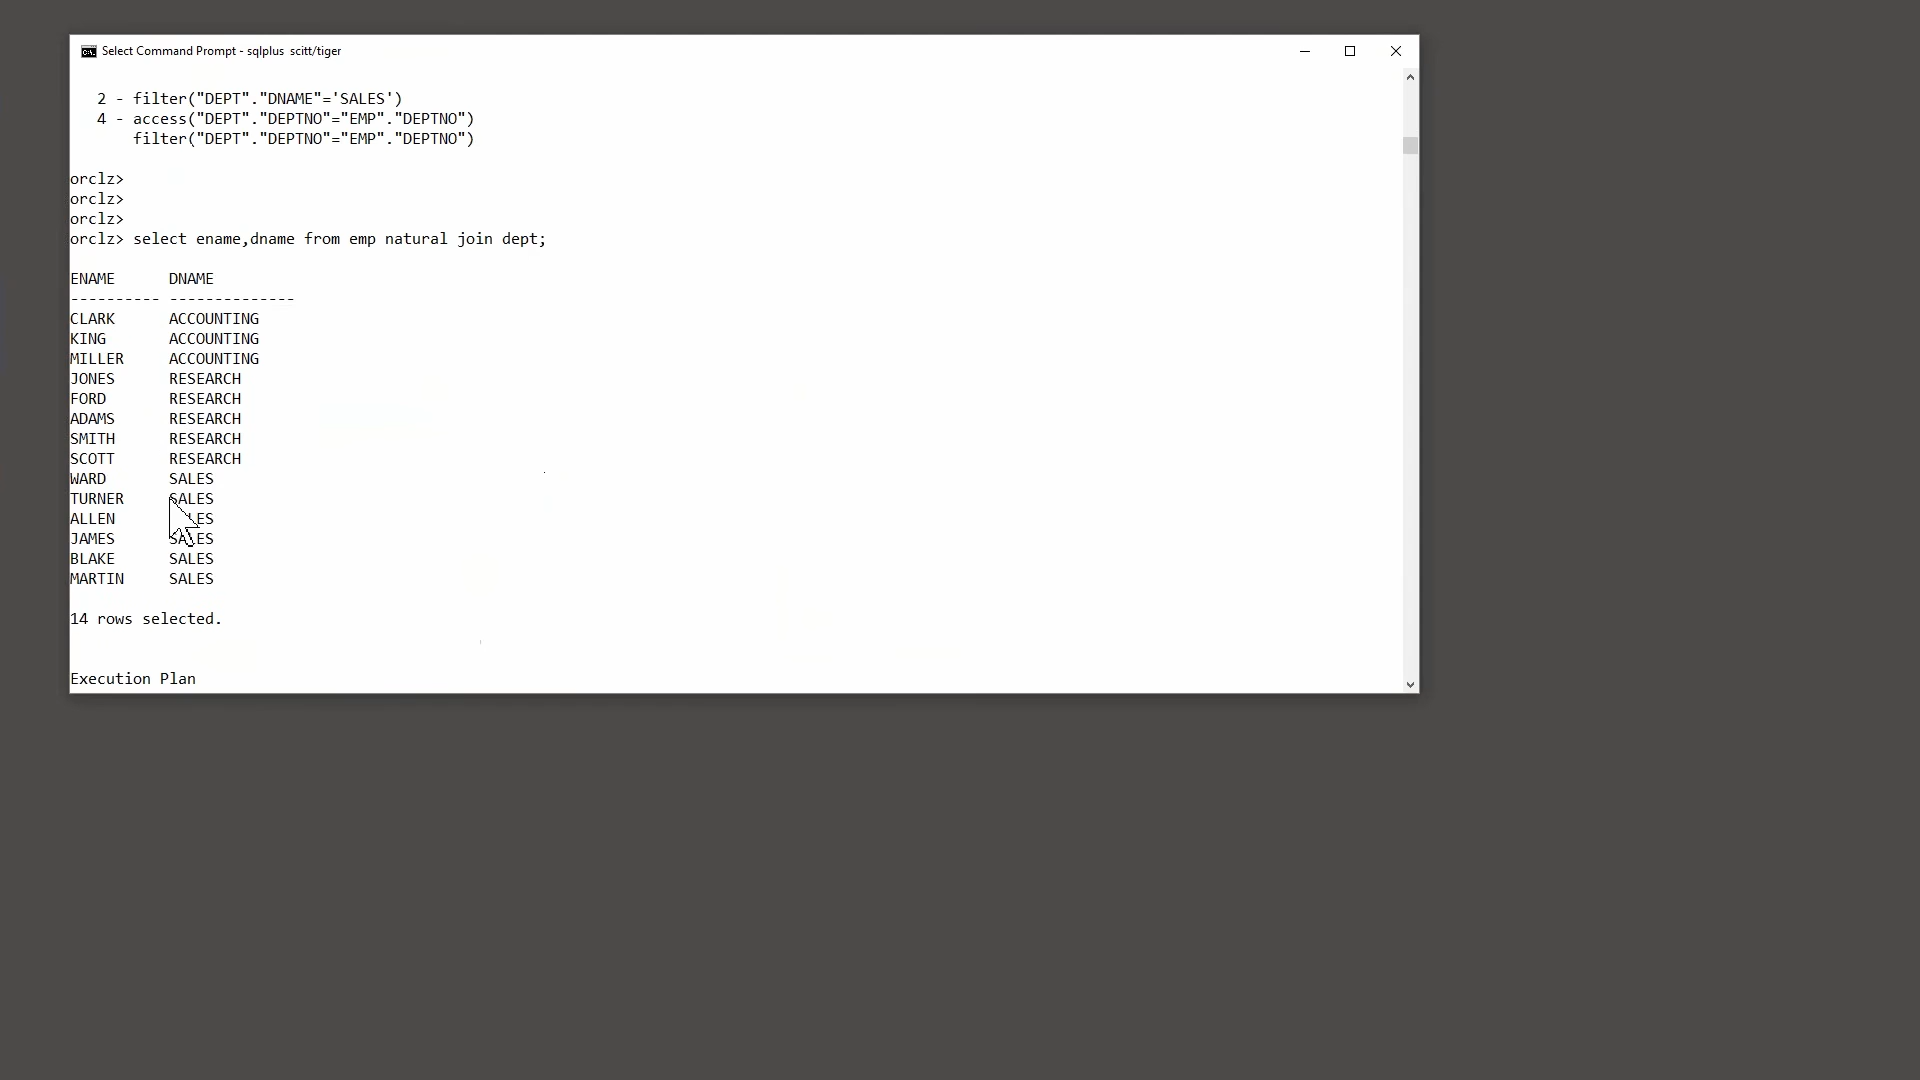 Select Command Prompt - sqlplus  scitt/tiger
   2 - filter("DEPT"."DNAME"='SALES')
   4 - access("DEPT"."DEPTNO"="EMP"."DEPTNO")
       filter("DEPT"."DEPTNO"="EMP"."DEPTNO")
orclz>
orclz>
orclz>
orclz> select ename,dname from emp natural join dept;
ENAME      DNAME
---------- --------------
CLARK      ACCOUNTING
KING       ACCOUNTING
MILLER     ACCOUNTING
JONES      RESEARCH
FORD       RESEARCH
ADAMS      RESEARCH
SMITH      RESEARCH
SCOTT      RESEARCH
WARD       SALES
TURNER     SALES
ALLEN      SALES
JAMES      SALES
BLAKE      SALES
MARTIN     SALES
14 rows selected.
Execution Plan